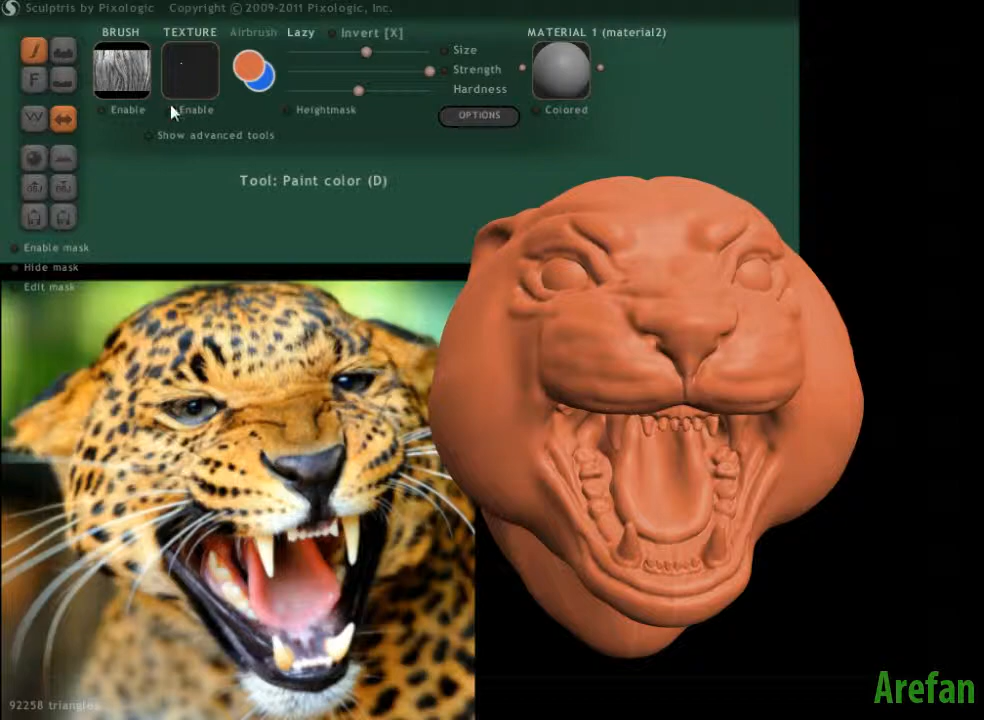 Sculptris by Pixologic Copyright © 2009-2011 Pixologic, Inc.
BRUSH TEXTURE Airbrush Lazy Invert [X] MATERIAL 1 (material2)
Size
Strength
Hardness
Enable Enable Heightmask OPTIONS Colored
Show advanced tools
Tool: Paint color (D)
F
OBJ OBJ
Enable mask
Hide mask
Edit mask
92258 triangles
Arefan